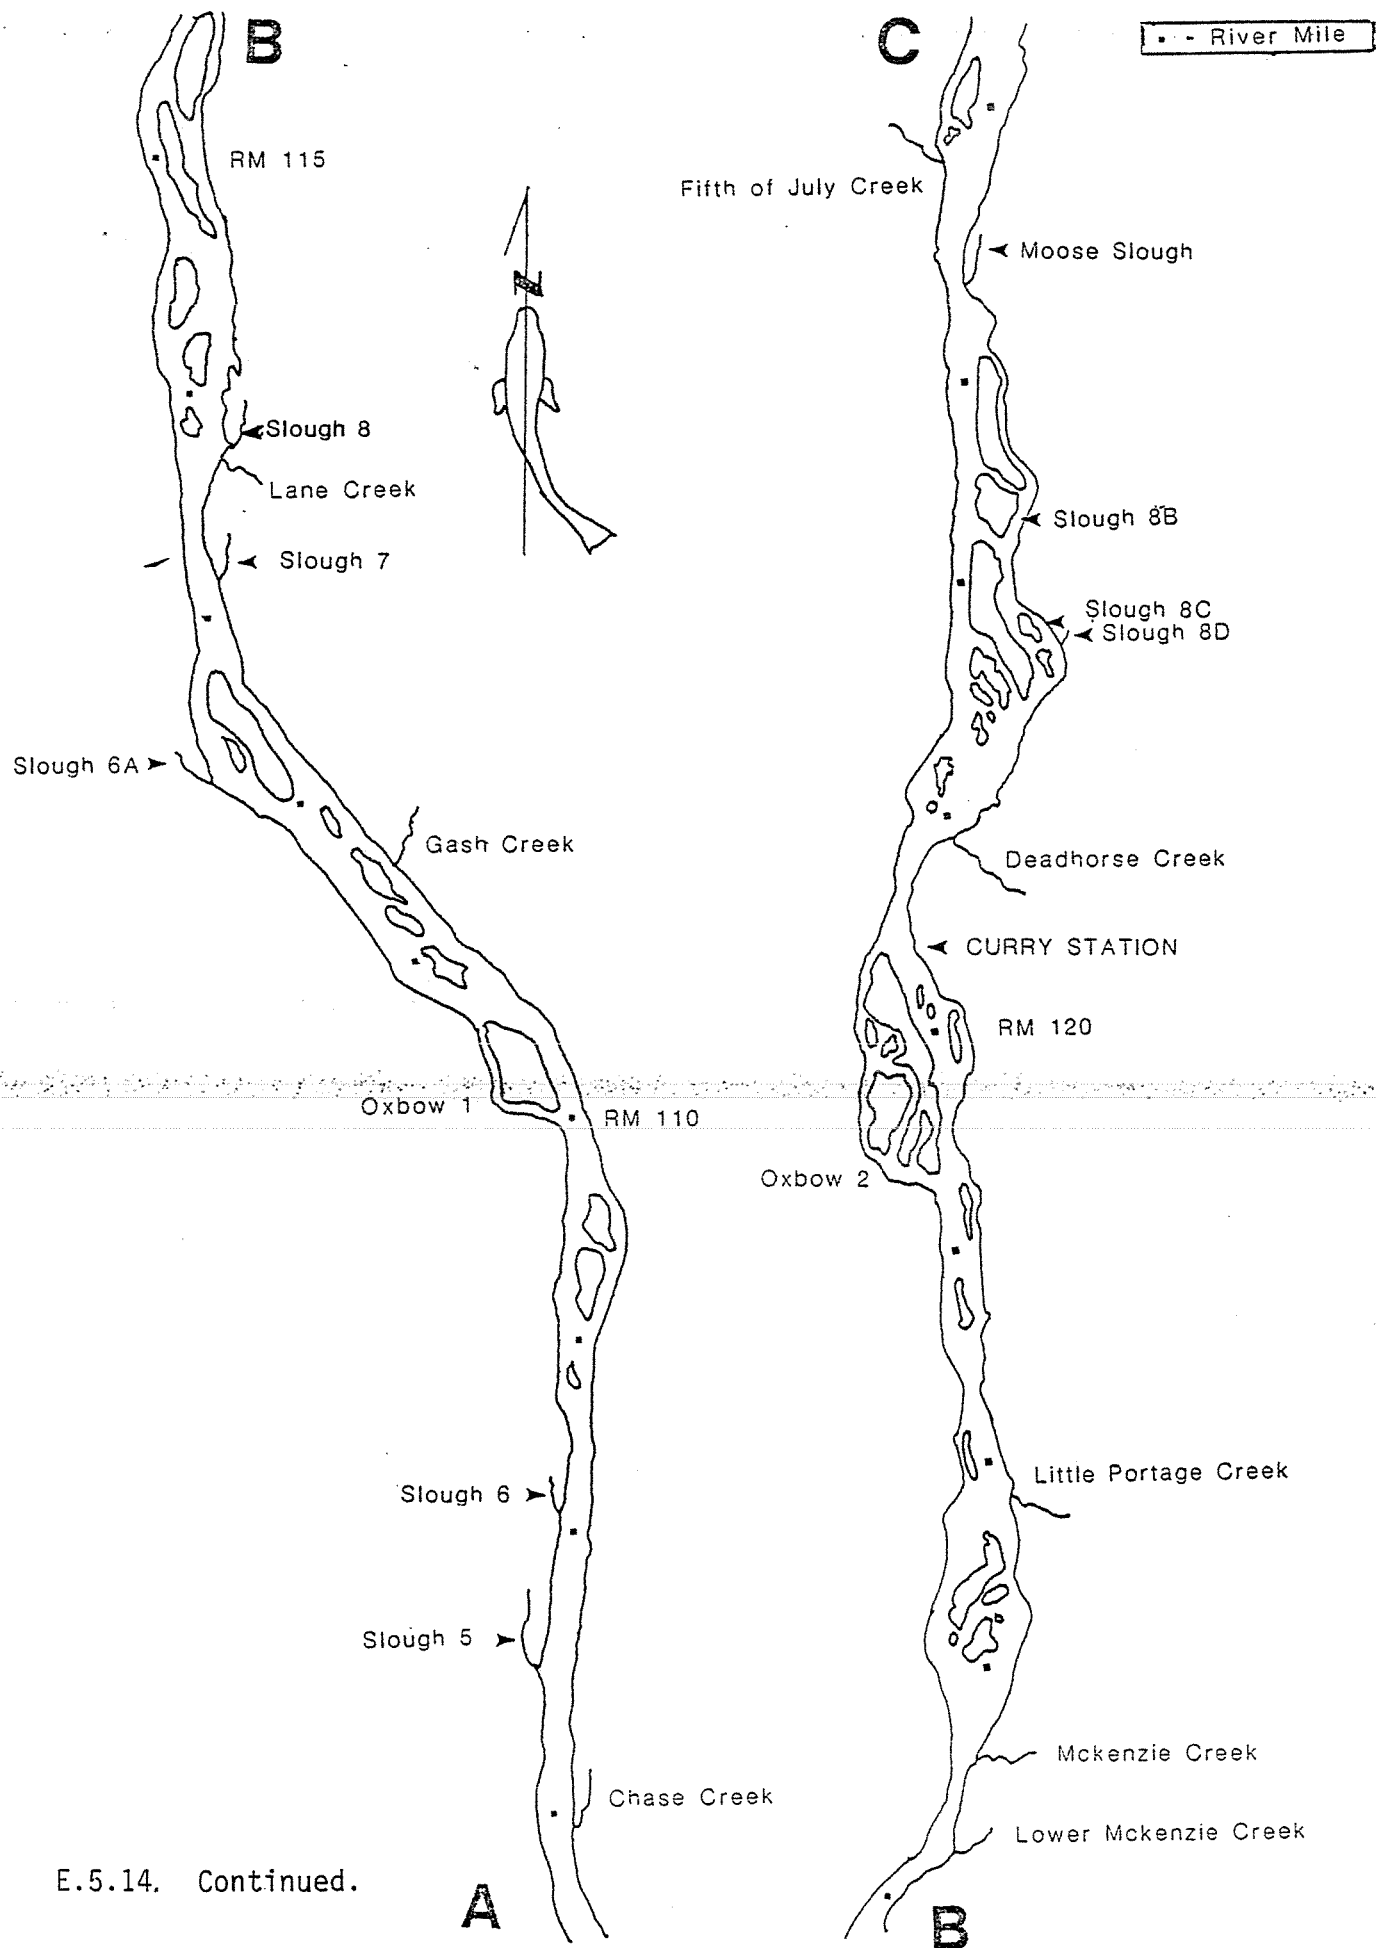 B
C
- River Mile
RM 115
Fifth of July Creek
Moose Slough
N
Slough 8
Lane Creek
Slough 8B
Slough 7
Slough 8C
Slough 8D
Slough 6A
Gash Creek
Deadhorse Creek
CURRY STATION
RM 120
Oxbow 1
RM 110
Oxbow 2
Little Portage Creek
Slough 6
Slough 5
Mckenzie Creek
Chase Creek
Lower Mckenzie Creek
E.5.14. Continued.
A
B